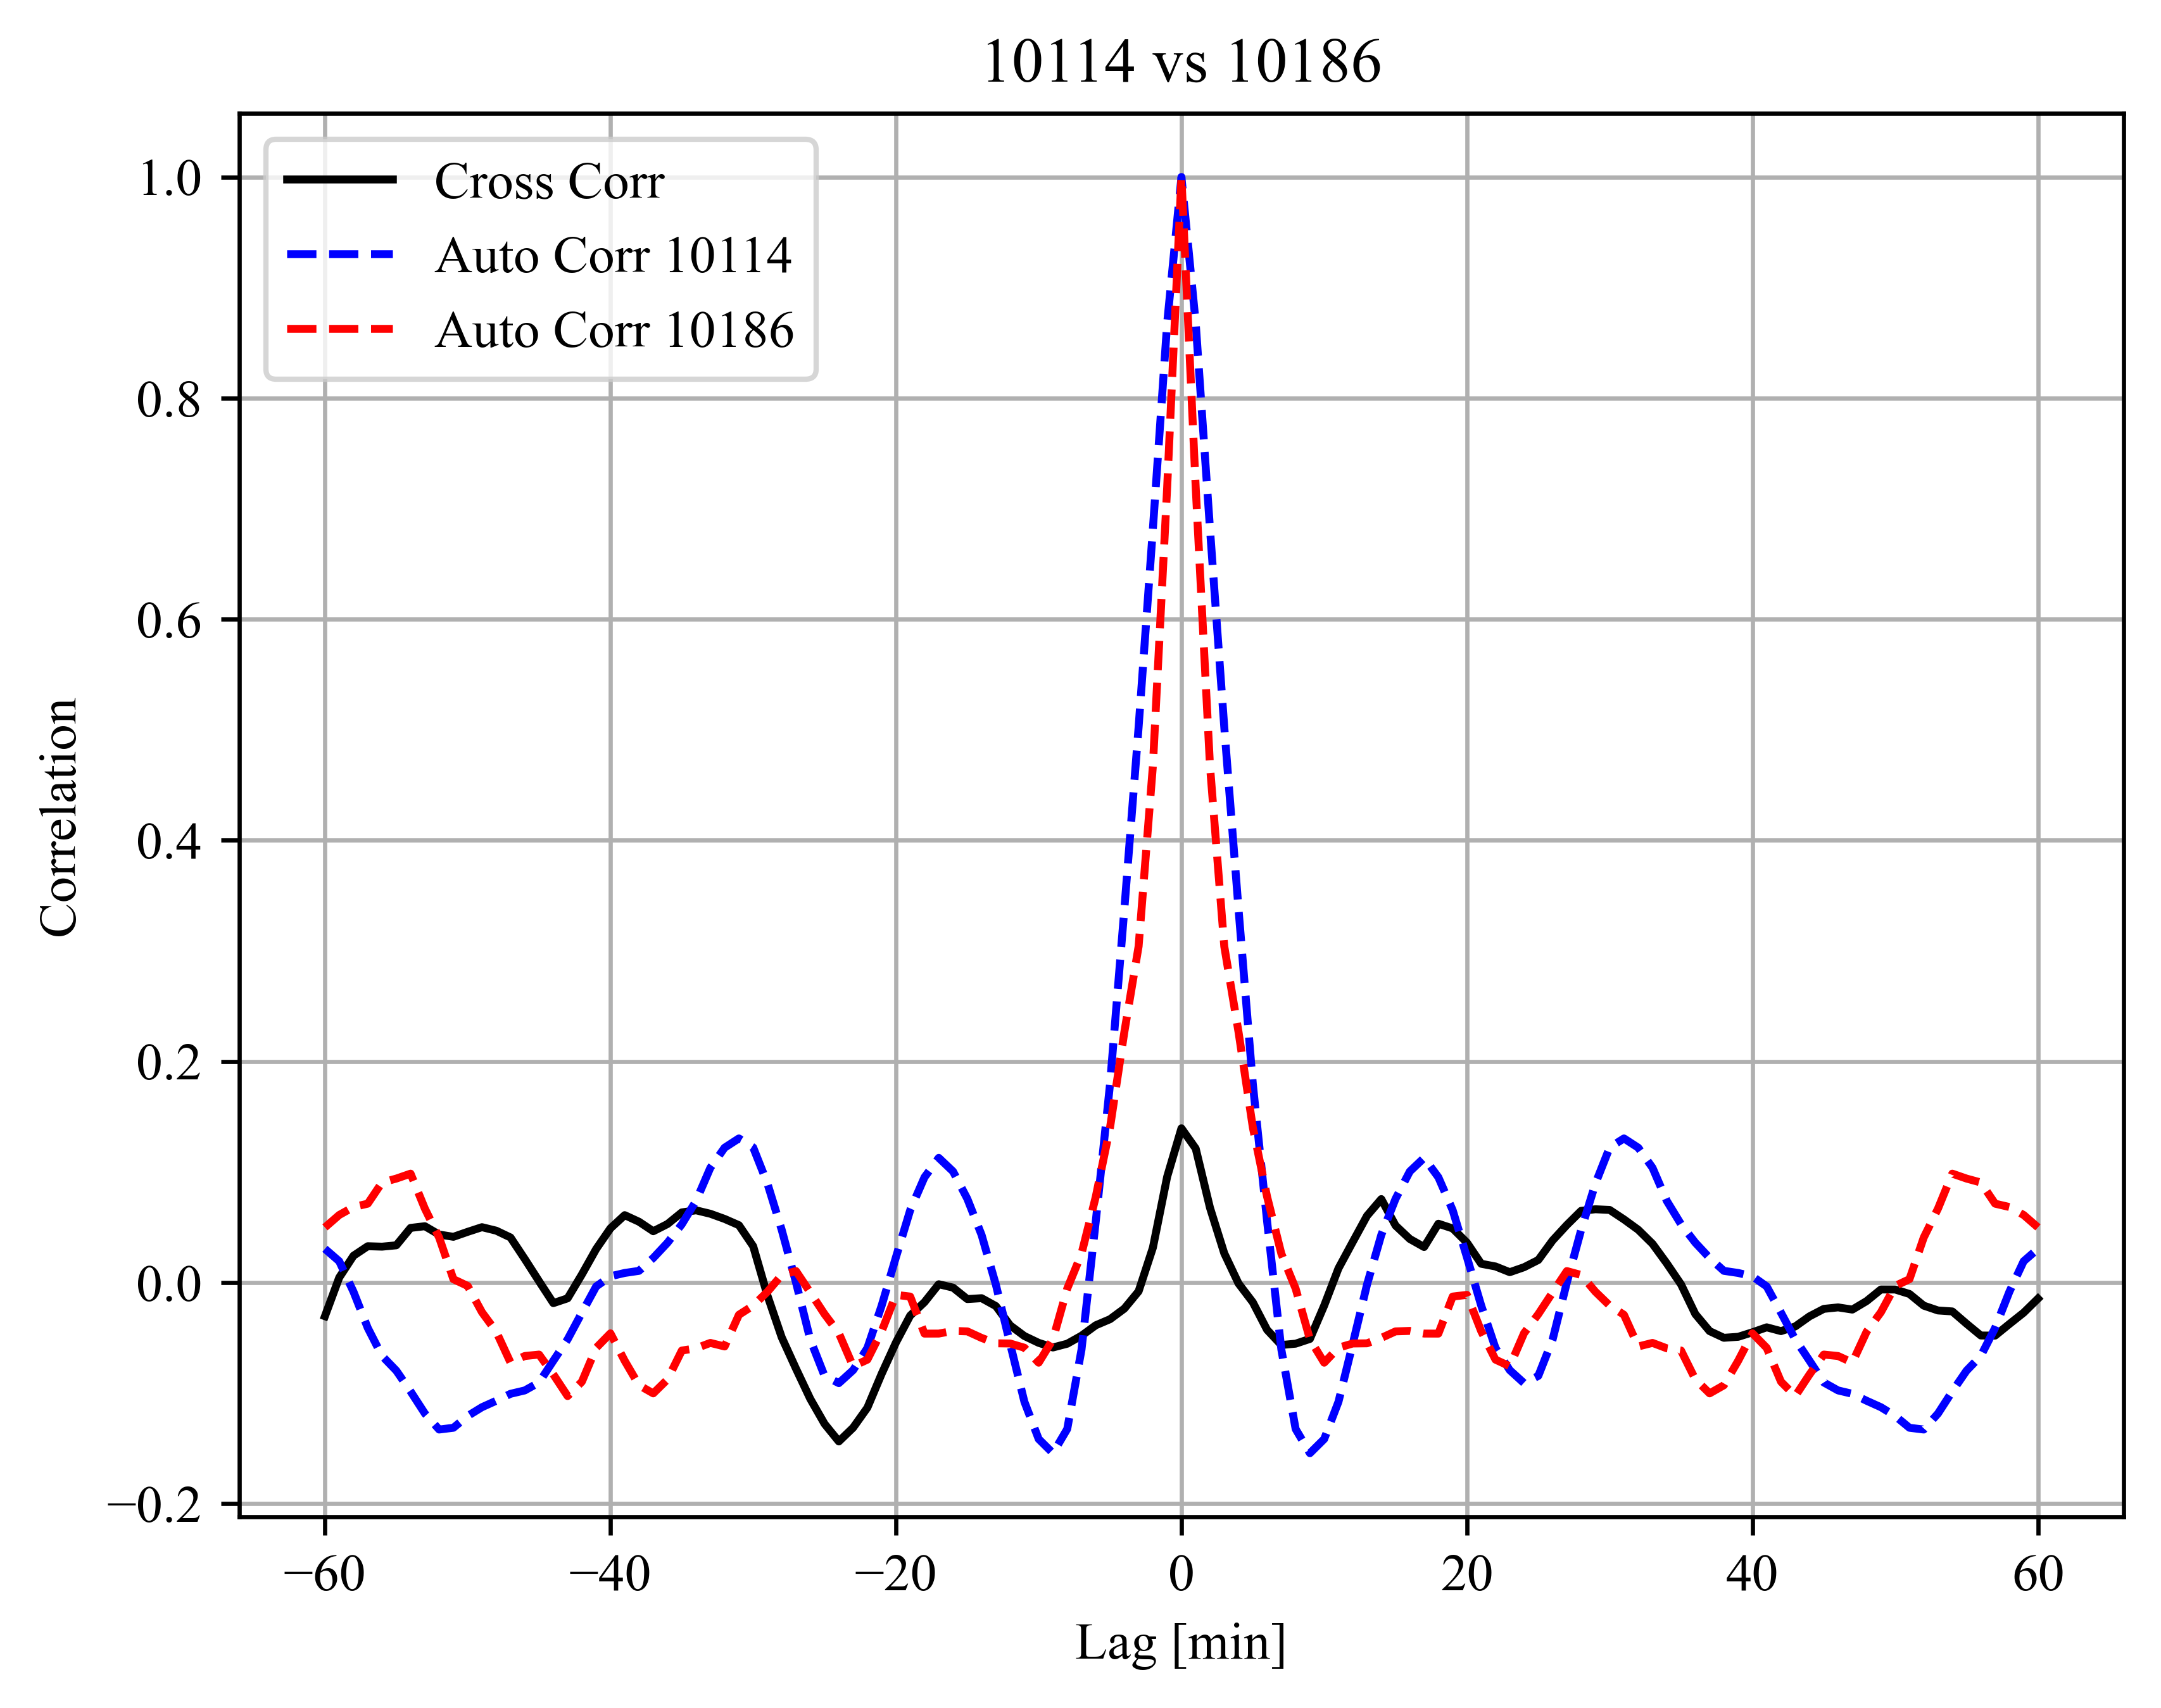 10114 vs 10186
Cross Corr
Auto Corr 10114
Auto Corr 10186
1.0
0.8
0.6
0.4
0.2
0.0
−0.2
Correlation
−60 −40 −20 0 20 40 60
Lag [min]